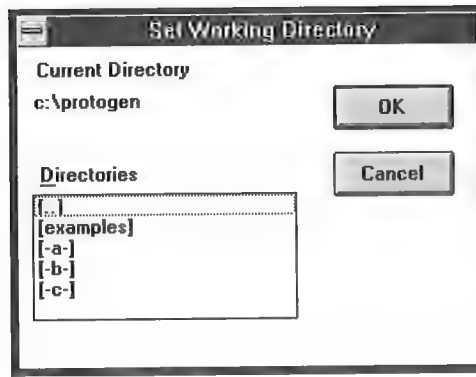 Set Working Directory
Current Directory
c:\protogen
OK
Cancel
Directories
[..]
[examples]
[-a-]
[-b-]
[-c-]